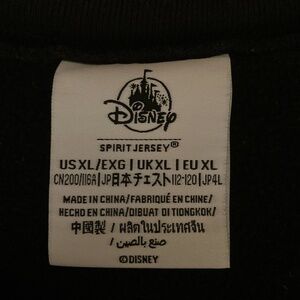 Disney
SPIRIT JERSEY®
US XL/EXG | UK XL | EU XL
CN200/116A | JP日本チェスト112-120 | JP4L
MADE IN CHINA/FABRIQUÉ EN CHINE/
HECHO EN CHINA/DIBUAT DI TIONGKOK/
中國製 / ผลิตในประเทศจีน
صنع بالصين/
©DISNEY